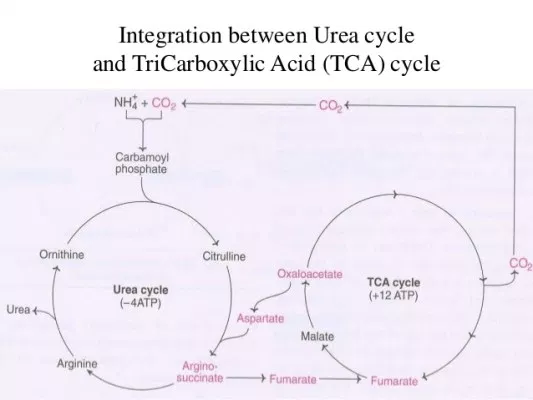 Integration between Urea cycle
and TriCarboxylic Acid (TCA) cycle
NH₄⁺ + CO₂
CO₂
Carbamoyl
phosphate
Ornithine
Citrulline
CO₂
Oxaloacetate
TCA cycle
(+12 ATP)
Urea cycle
(−4ATP)
Urea
Aspartate
Malate
Arginine
Argino-
succinate
Fumarate
Fumarate